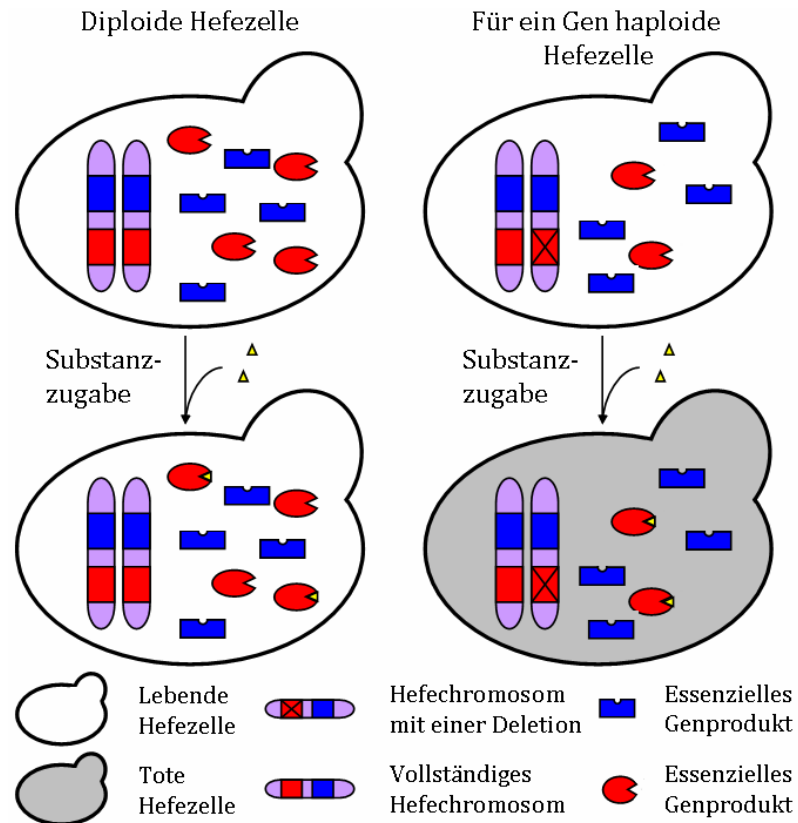 Diploide Hefezelle
Für ein Gen haploide
Hefezelle
Substanz-
zugabe
Substanz-
zugabe
Lebende
Hefezelle
Hefechromosom
mit einer Deletion
Essenzielles
Genprodukt
Tote
Hefezelle
Vollständiges
Hefechromosom
Essenzielles
Genprodukt